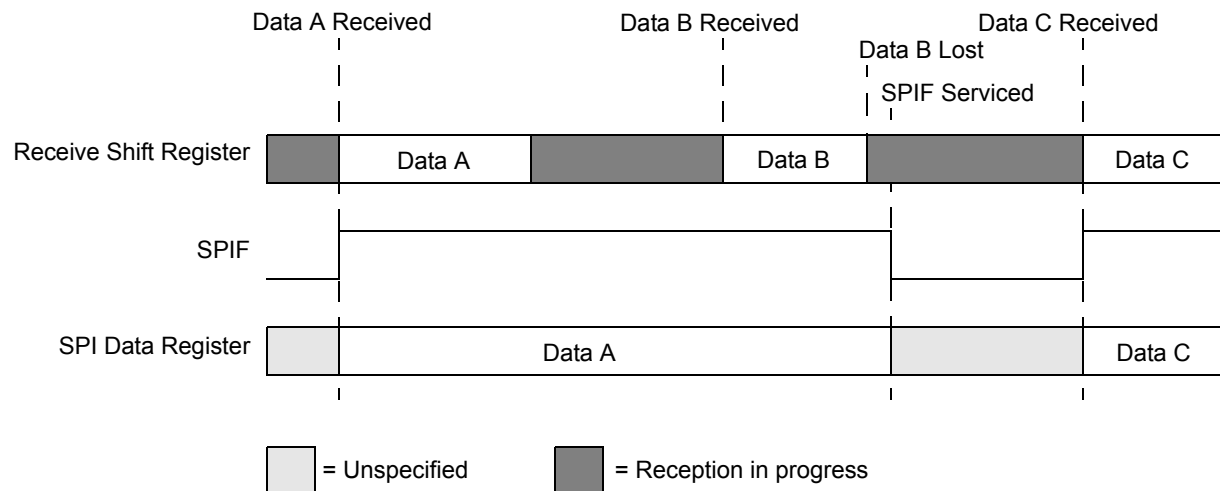 Data A Received
Data B Received
Data C Received
Data B Lost
SPIF Serviced
Receive Shift Register
Data A
Data B
Data C
SPIF
SPI Data Register
Data A
Data C
= Unspecified
= Reception in progress